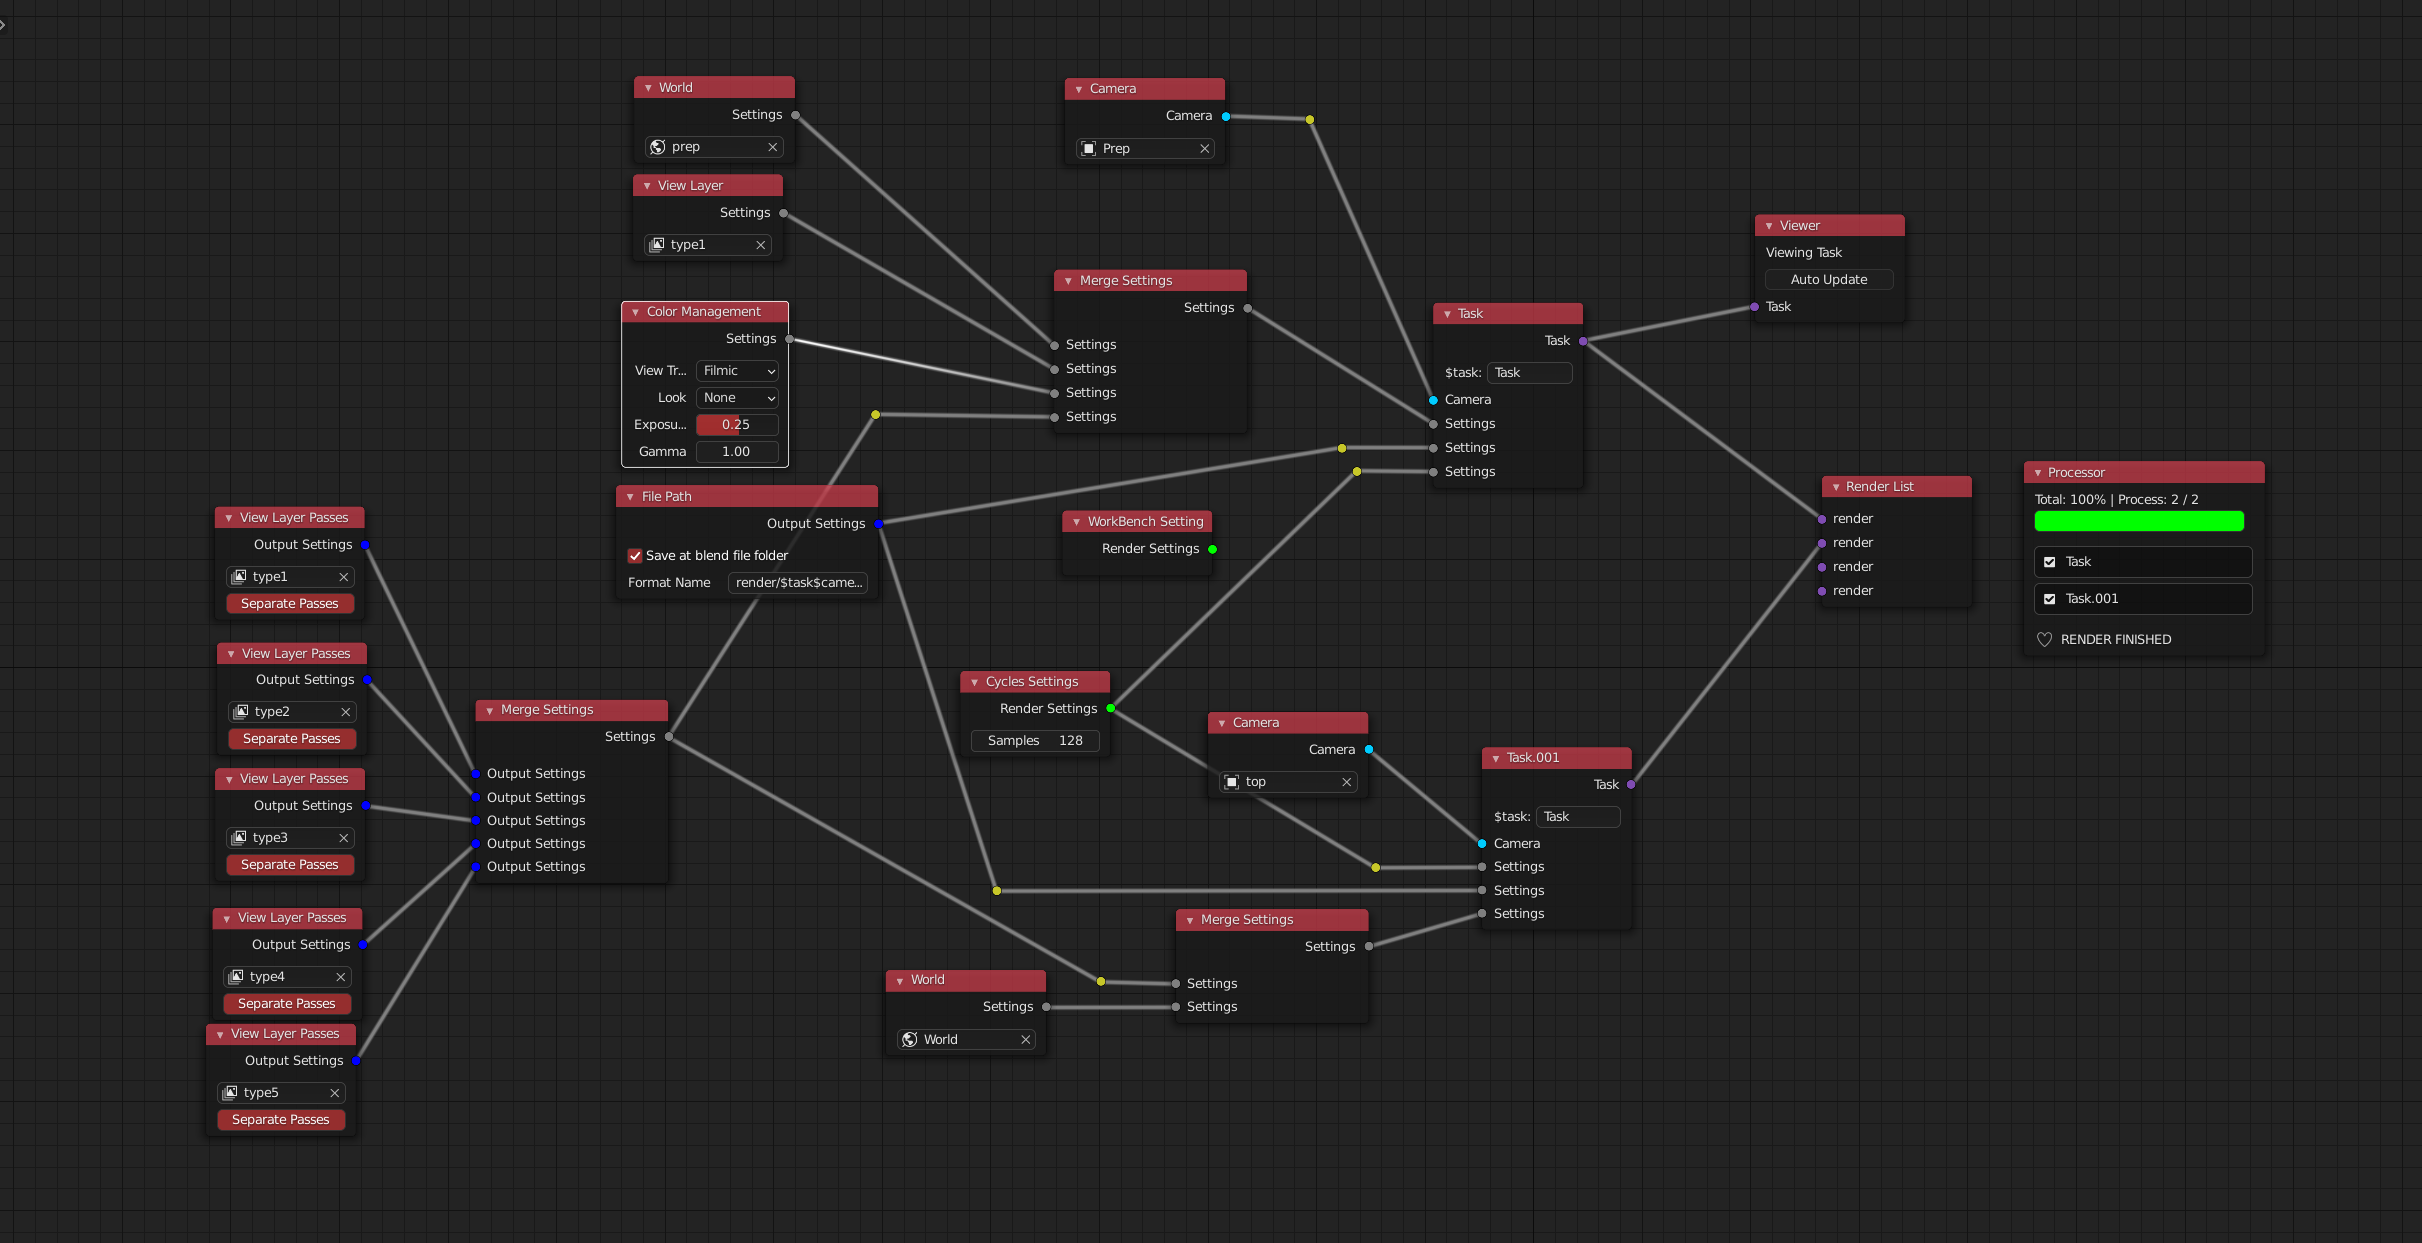 World
Settings
prep
View Layer
Settings
type1
Color Management
Settings
View Tr... Filmic
Look None
Exposu... 0.25
Gamma 1.00
File Path
Output Settings
Save at blend file folder
Format Name render/$task$came...
View Layer Passes
Output Settings
type1
Separate Passes
View Layer Passes
Output Settings
type2
Separate Passes
View Layer Passes
Output Settings
type3
Separate Passes
View Layer Passes
Output Settings
type4
Separate Passes
View Layer Passes
Output Settings
type5
Separate Passes
Merge Settings
Settings
Output Settings
Output Settings
Output Settings
Output Settings
Output Settings
Camera
Camera
Prep
Merge Settings
Settings
Settings
Settings
Settings
Settings
WorkBench Setting
Render Settings
Cycles Settings
Render Settings
Samples 128
Camera
Camera
top
World
Settings
World
Merge Settings
Settings
Settings
Settings
Task
Task
$task: Task
Camera
Settings
Settings
Settings
Task.001
Task
$task: Task
Camera
Settings
Settings
Settings
Viewer
Viewing Task
Auto Update
Task
Render List
render
render
render
render
Processor
Total: 100% | Process: 2 / 2
Task
Task.001
RENDER FINISHED